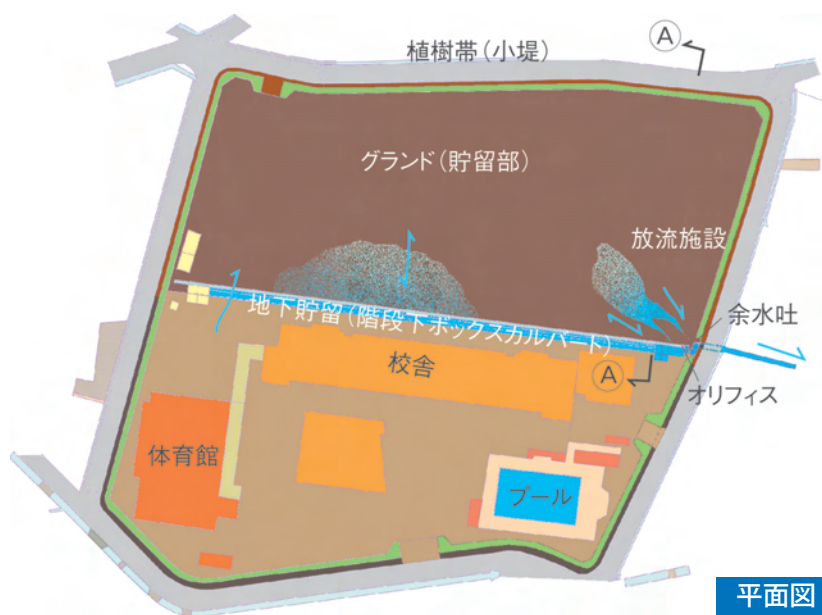 植樹帯(小堤)
A
グランド(貯留部)
放流施設
地下貯留(階段下ボックスカルバート)
余水吐
校舎
A
オリフィス
体育館
プール
平面図